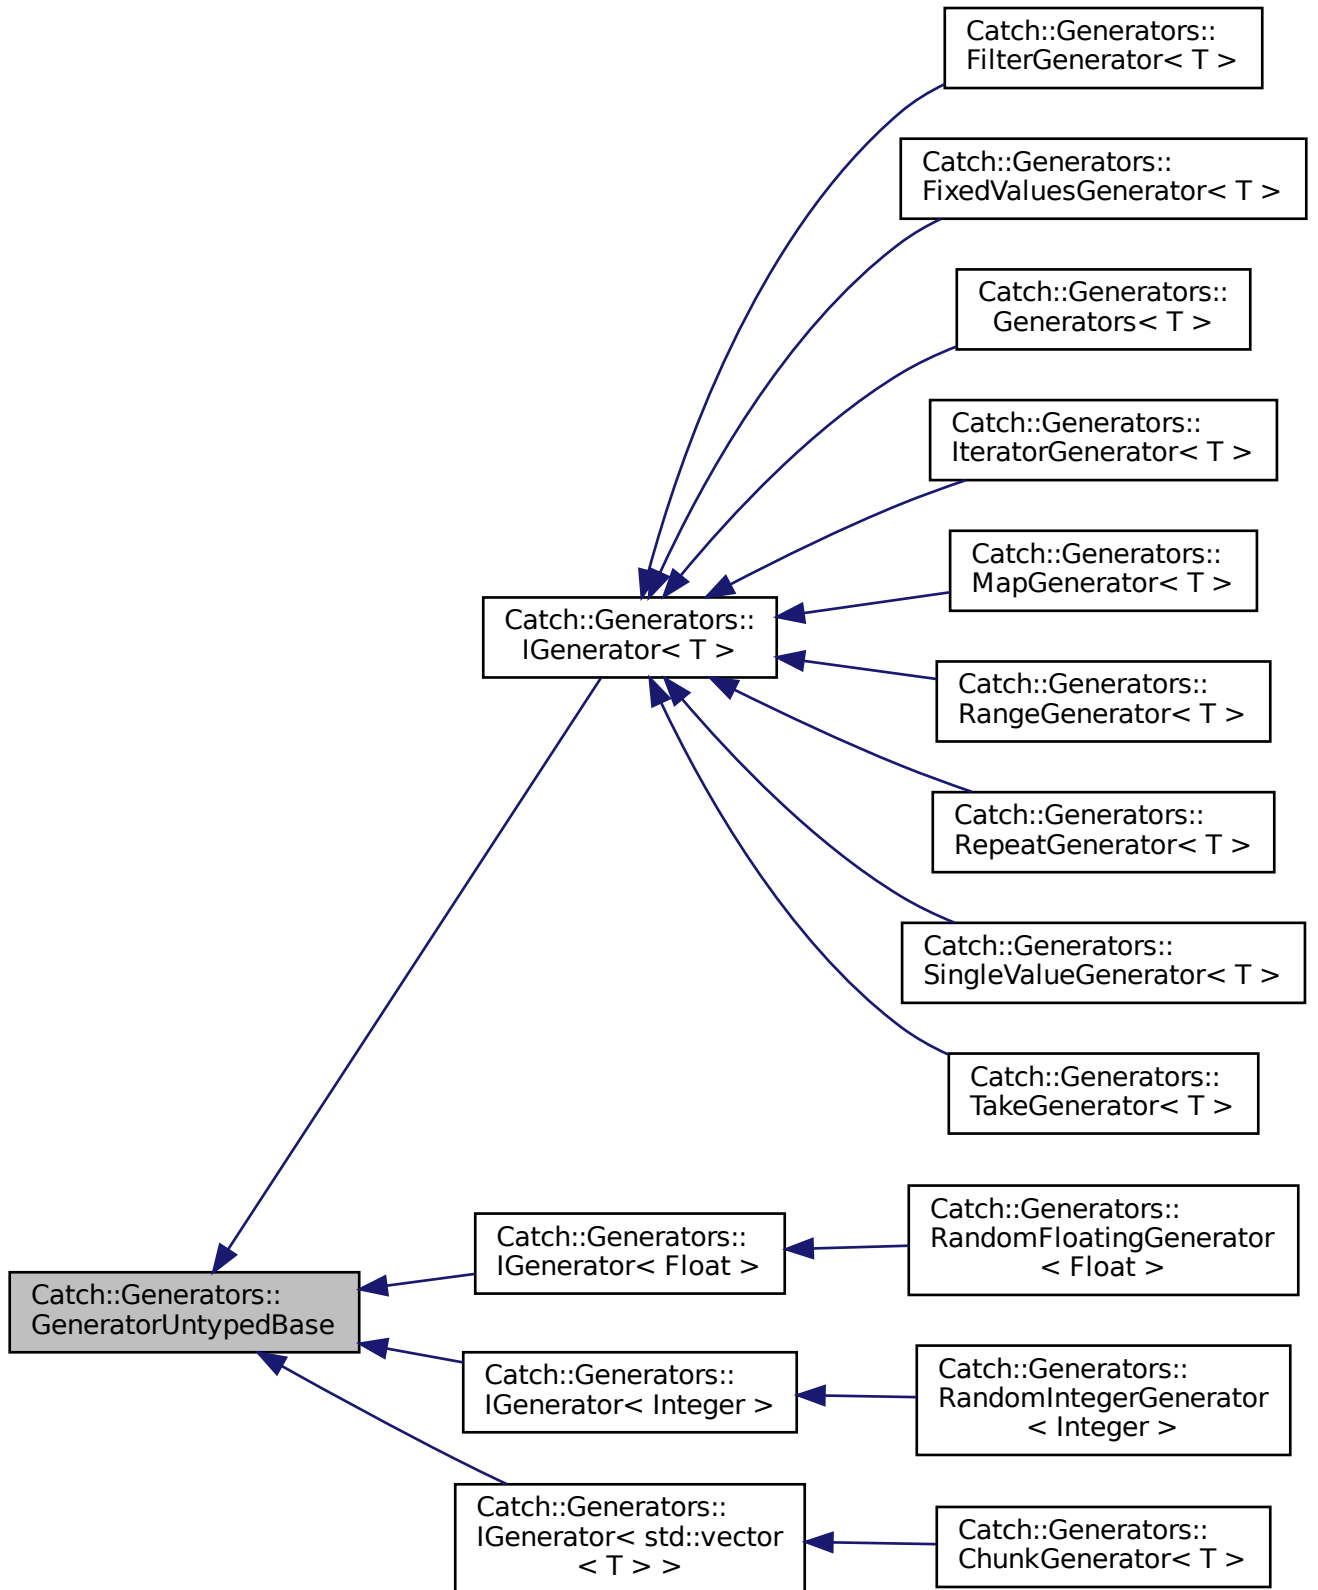 Catch::Generators::
FilterGenerator< T >
Catch::Generators::
FixedValuesGenerator< T >
Catch::Generators::
Generators< T >
Catch::Generators::
IteratorGenerator< T >
Catch::Generators::
MapGenerator< T >
Catch::Generators::
IGenerator< T >
Catch::Generators::
RangeGenerator< T >
Catch::Generators::
RepeatGenerator< T >
Catch::Generators::
SingleValueGenerator< T >
Catch::Generators::
TakeGenerator< T >
Catch::Generators::
RandomFloatingGenerator
< Float >
Catch::Generators::
IGenerator< Float >
Catch::Generators::
GeneratorUntypedBase
Catch::Generators::
IGenerator< Integer >
Catch::Generators::
RandomIntegerGenerator
< Integer >
Catch::Generators::
IGenerator< std::vector
< T > >
Catch::Generators::
ChunkGenerator< T >